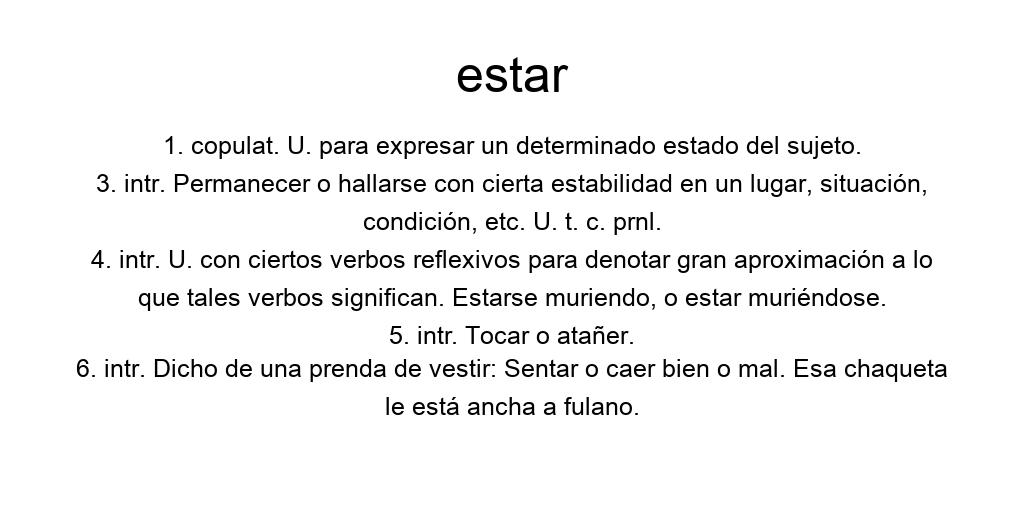 estar
1. copulat. U. para expresar un determinado estado del sujeto.
3. intr. Permanecer o hallarse con cierta estabilidad en un lugar, situación,
condición, etc. U. t. c. prnl.
4. intr. U. con ciertos verbos reflexivos para denotar gran aproximación a lo
que tales verbos significan. Estarse muriendo, o estar muriéndose.
5. intr. Tocar o atañer.
6. intr. Dicho de una prenda de vestir: Sentar o caer bien o mal. Esa chaqueta
le está ancha a fulano.